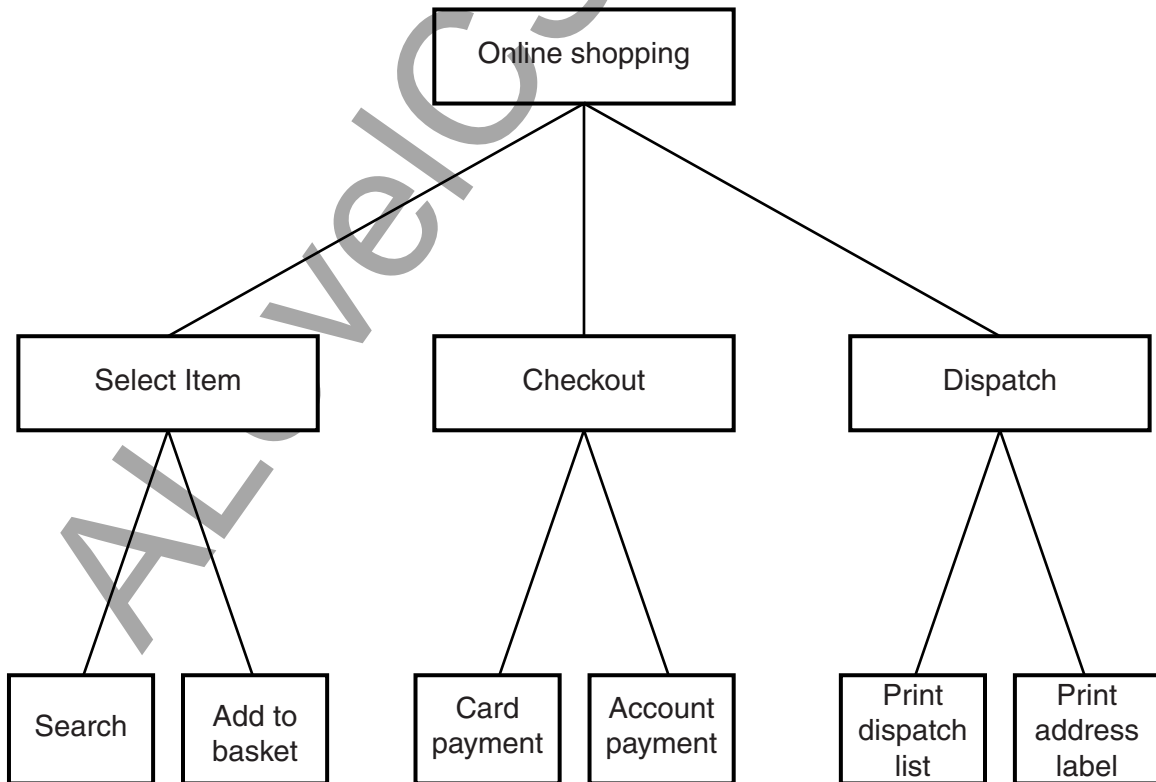 Online shopping
Select Item
Checkout
Dispatch
Search
Add to
basket
Card
payment
Account
payment
Print
dispatch
list
Print
address
label